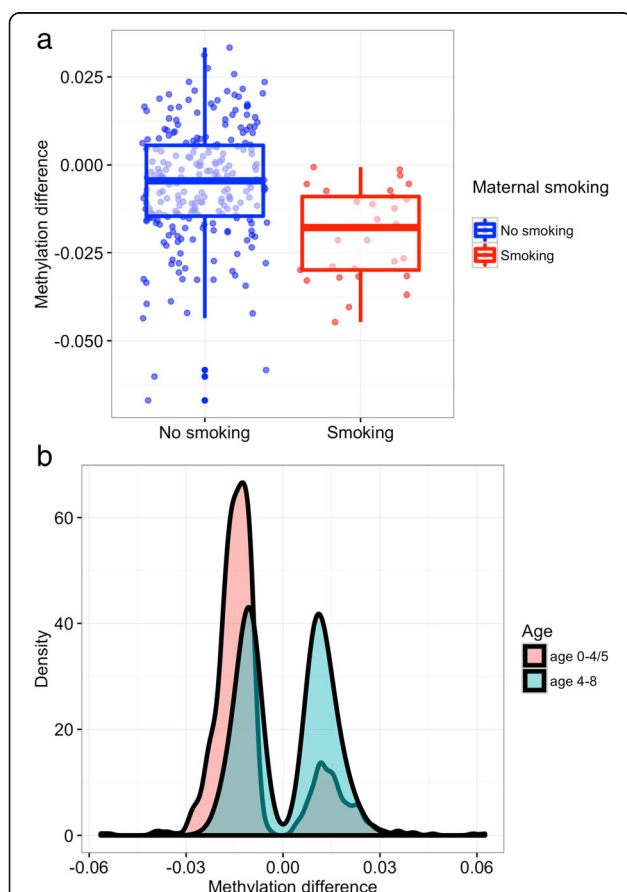 a
Methylation difference
0.025
0.000
-0.025
-0.050
No smoking
Smoking
Maternal smoking
No smoking
Smoking
b
Density
60
40
20
0
-0.06
-0.03
0.00
0.03
0.06
Methylation difference
Age
age 0-4/5
age 4-8